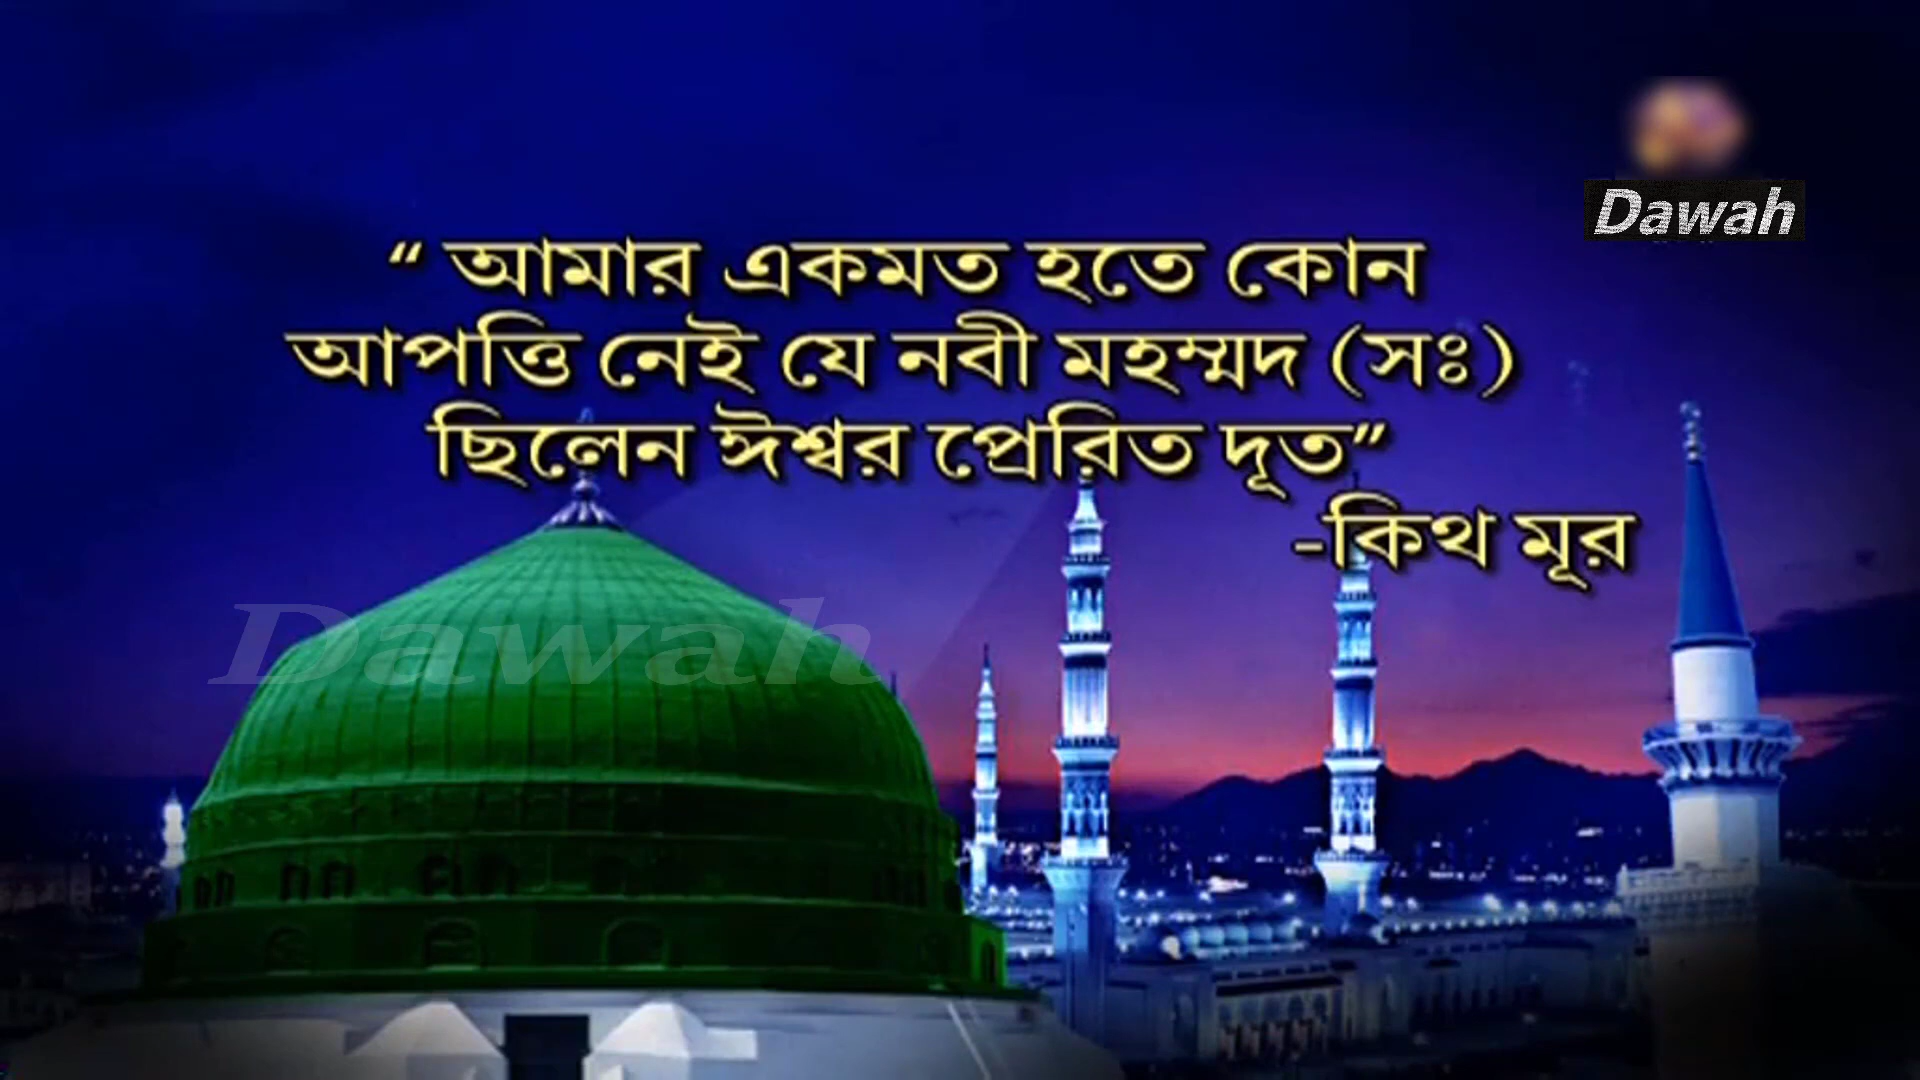 Dawah
“ আমার একমত হতে কোন
আপত্তি নেই যে নবী মহম্মদ (সঃ)
ছিলেন ঈশ্বর প্রেরিত দূত”
-কিথ মূর
Dawah